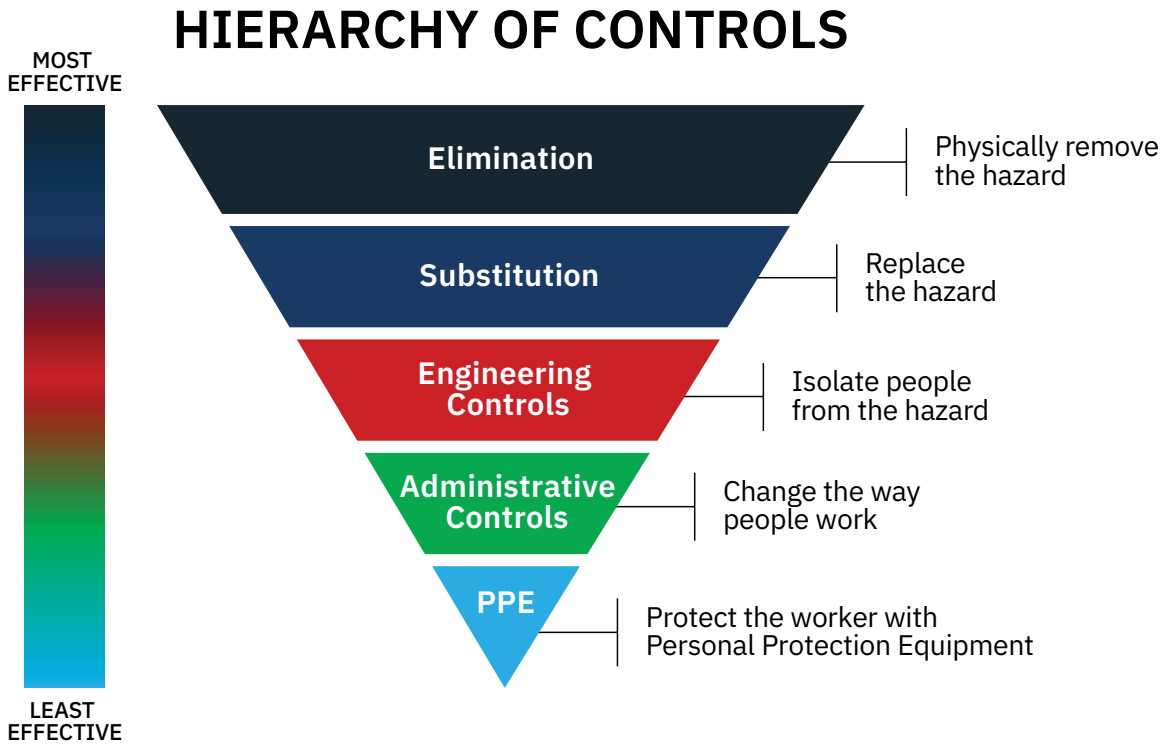 HIERARCHY OF CONTROLS
MOST
EFFECTIVE
Elimination
Physically remove
the hazard
Substitution
Replace
the hazard
Engineering
Controls
Isolate people
from the hazard
Administrative
Controls
Change the way
people work
PPE
Protect the worker with
Personal Protection Equipment
LEAST
EFFECTIVE